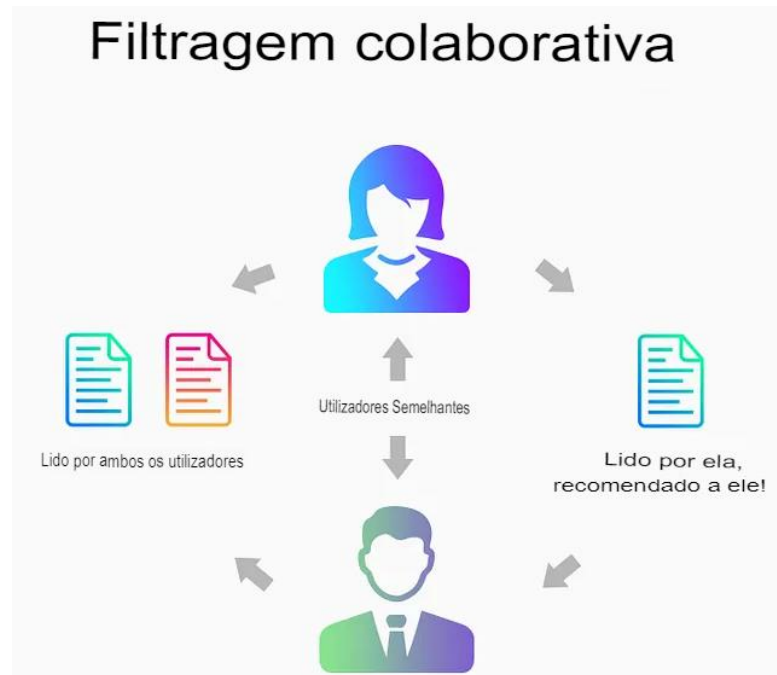 Filtragem colaborativa
Utilizadores Semelhantes
Lido por ambos os utilizadores
Lido por ela,
recomendado a ele!